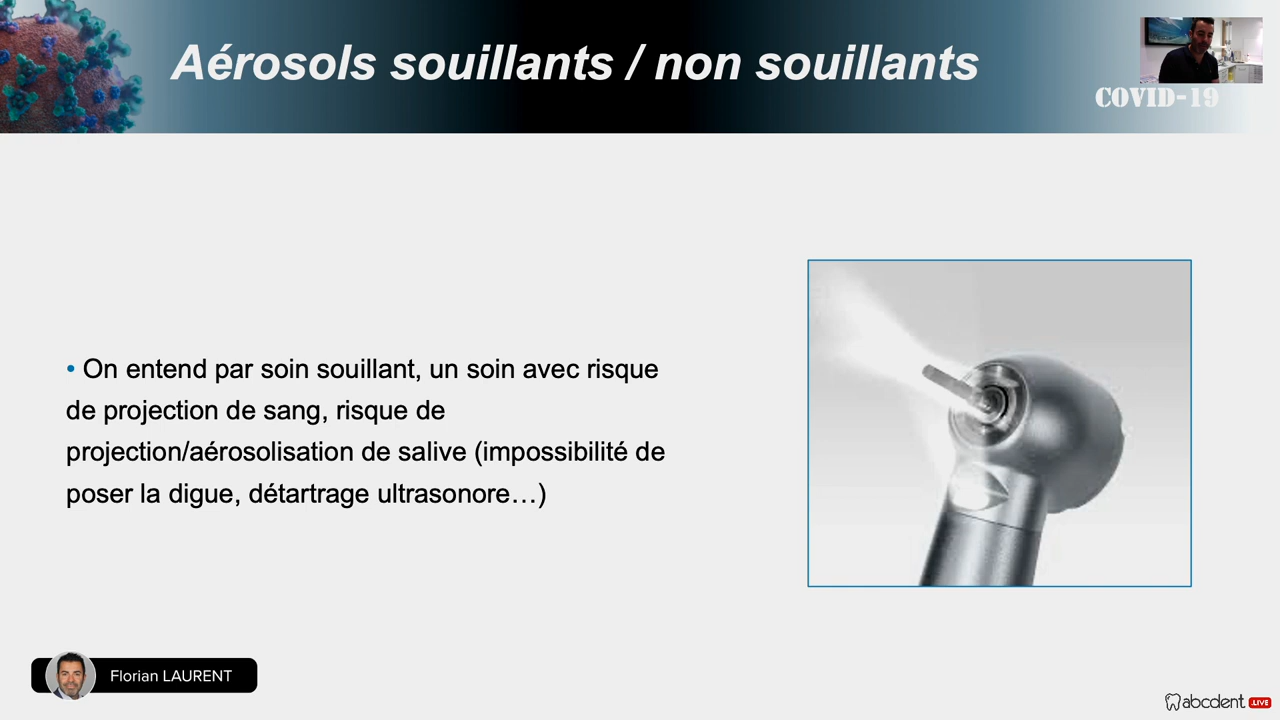 Aérosols souillants / non souillants
COVID-19
• On entend par soin souillant, un soin avec risque
de projection de sang, risque de
projection/aérosolisation de salive (impossibilité de
poser la digue, détartrage ultrasonore…)
Florian LAURENT
abcdent LIVE